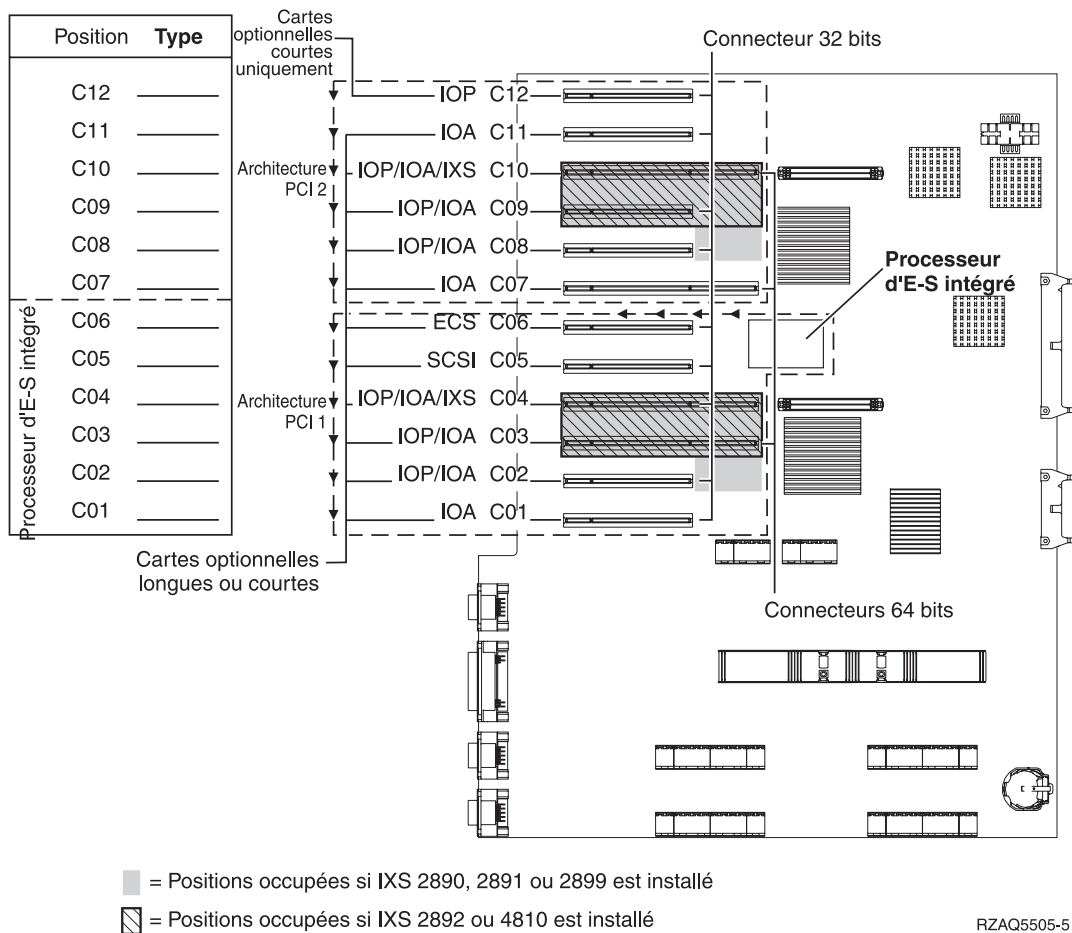 Position Type
C12
C11
C10
C09
C08
C07
C06
C05
C04
C03
C02
C01
Processeur d'E-S intégré
Cartes
optionnelles
courtes
uniquement
Connecteur 32 bits
IOP C12
IOA C11
Architecture
PCI 2
IOP/IOA/IXS C10
IOP/IOA C09
IOP/IOA C08
IOA C07
Processeur
d'E-S intégré
ECS C06
SCSI C05
Architecture
PCI 1
IOP/IOA/IXS C04
IOP/IOA C03
IOP/IOA C02
IOA C01
Cartes optionnelles
longues ou courtes
Connecteurs 64 bits
= Positions occupées si IXS 2890, 2891 ou 2899 est installé
= Positions occupées si IXS 2892 ou 4810 est installé
RZAQ5505-5